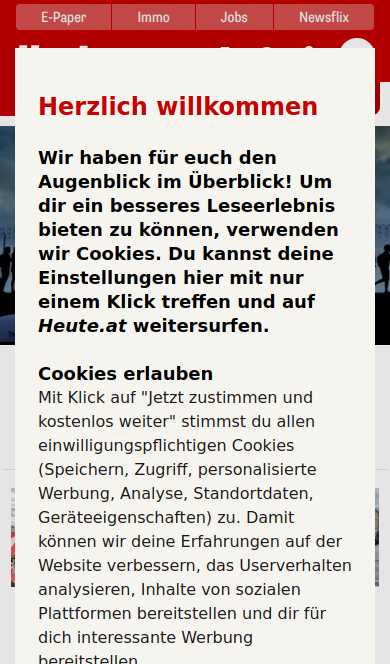 E-Paper Immo Jobs Newsflix
Herzlich willkommen
Wir haben für euch den
Augenblick im Überblick! Um
dir ein besseres Leseerlebnis
bieten zu können, verwenden
wir Cookies. Du kannst deine
Einstellungen hier mit nur
einem Klick treffen und auf
Heute.at weitersurfen.
Cookies erlauben
Mit Klick auf "Jetzt zustimmen und
kostenlos weiter" stimmst du allen
einwilligungspflichtigen Cookies
(Speichern, Zugriff, personalisierte
Werbung, Analyse, Standortdaten,
Geräteeigenschaften) zu. Damit
können wir deine Erfahrungen auf der
Website verbessern, das Userverhalten
analysieren, Inhalte von sozialen
Plattformen bereitstellen und dir für
dich interessante Werbung
bereitstellen